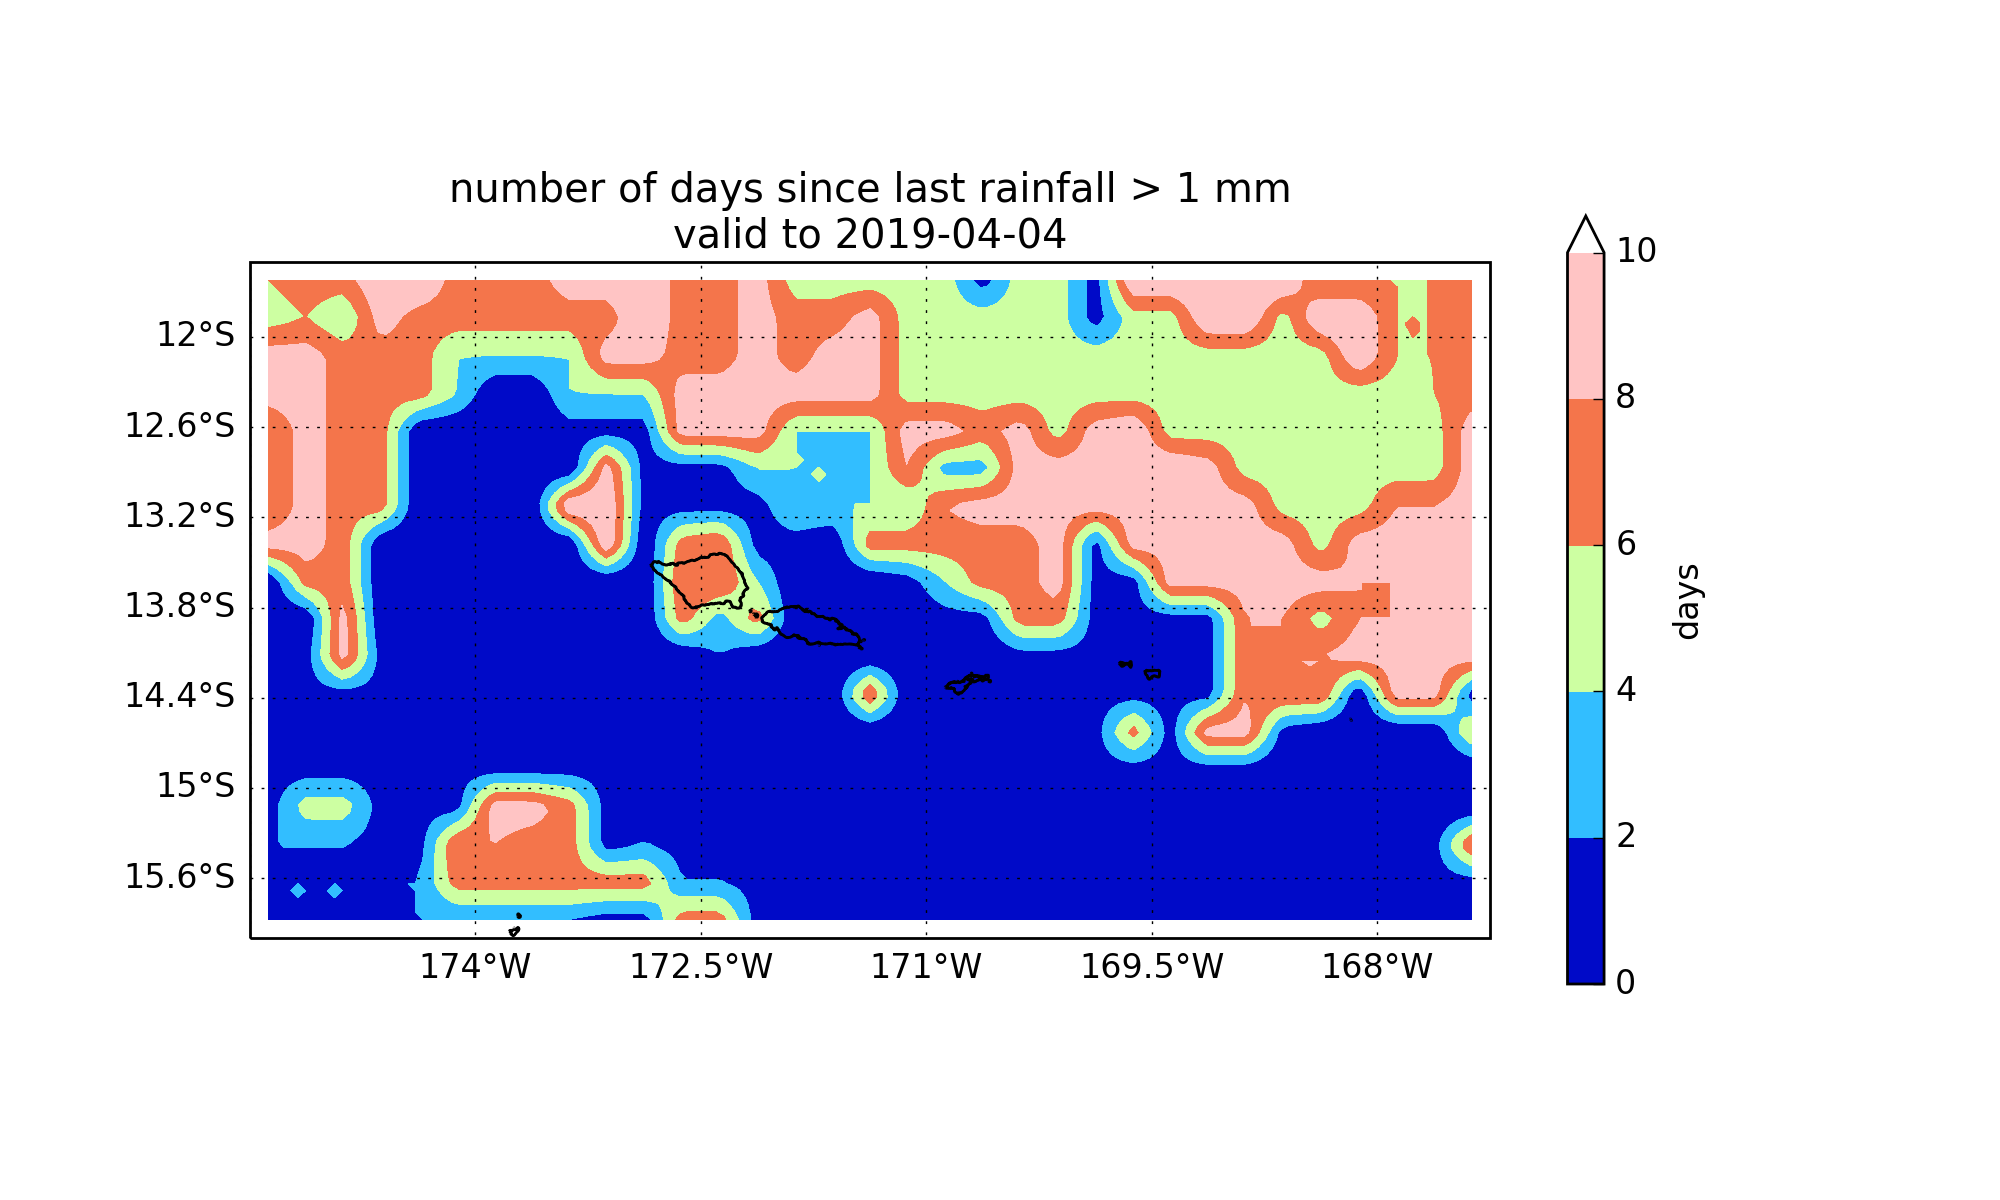 number of days since last rainfall > 1 mm
valid to 2019-04-04
12°S
12.6°S
13.2°S
13.8°S
14.4°S
15°S
15.6°S
174°W
172.5°W
171°W
169.5°W
168°W
10
8
6
4
2
0
days